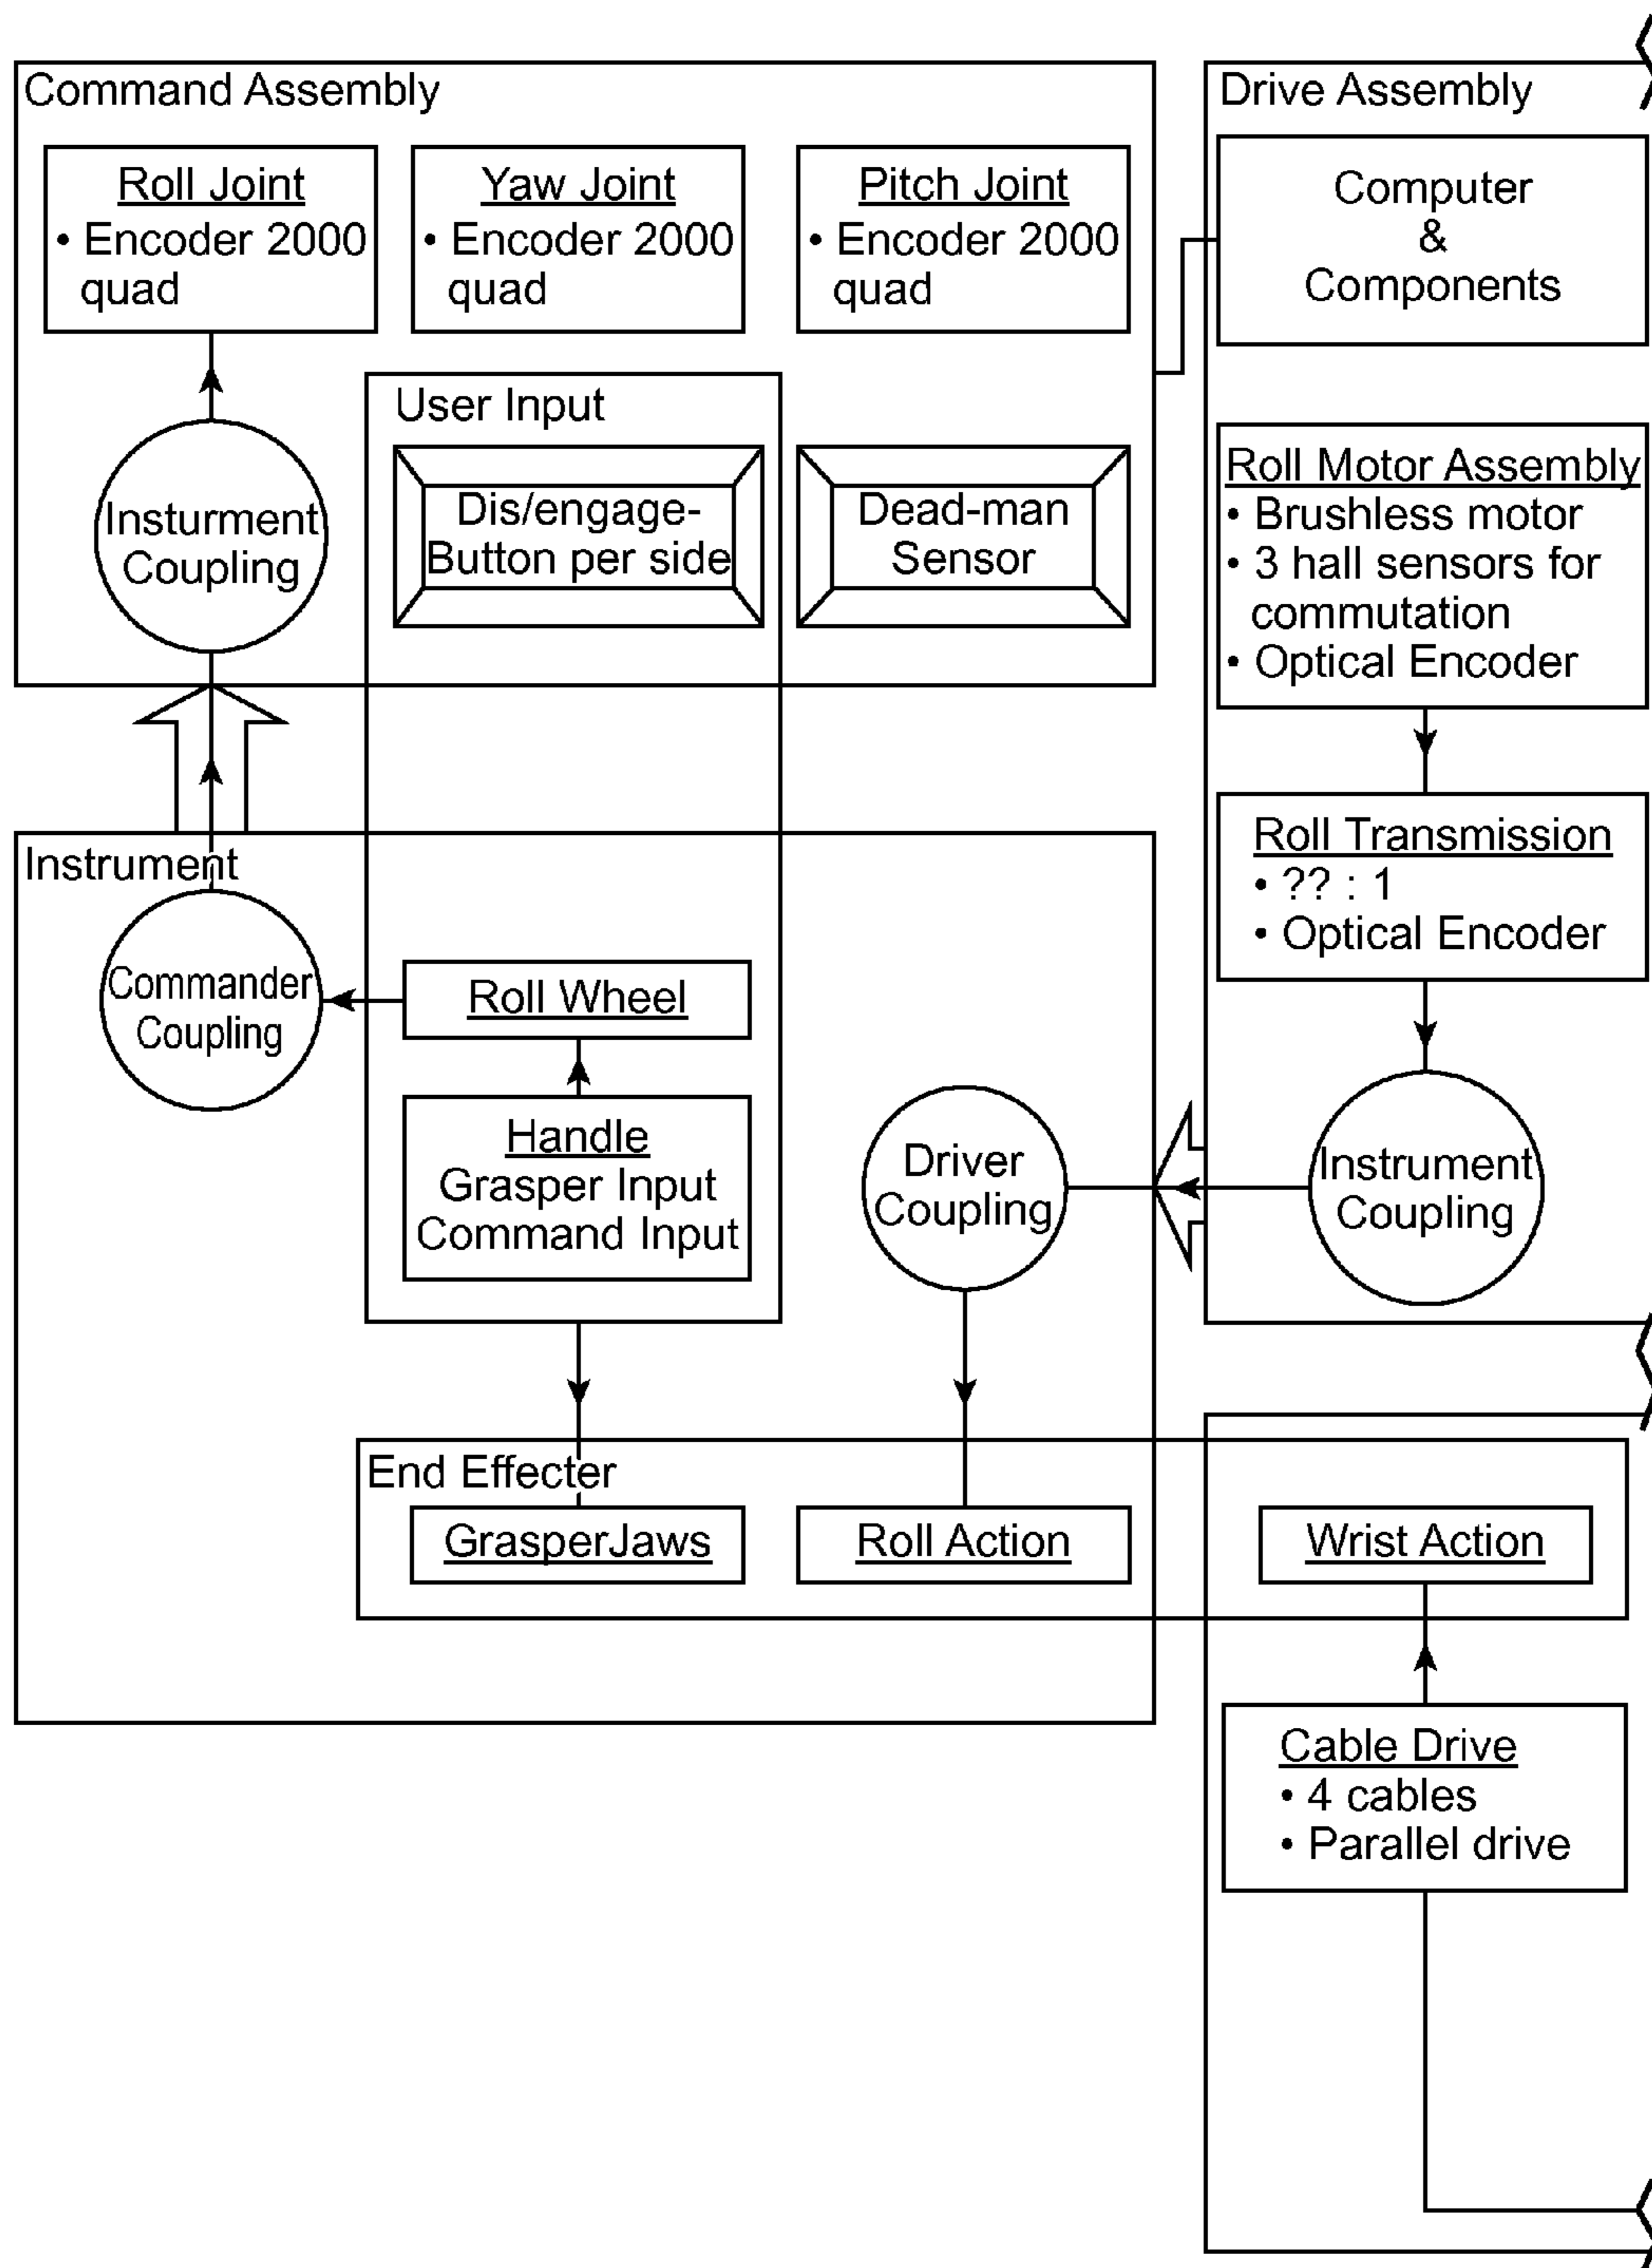 Command Assembly
Roll Joint
• Encoder 2000
quad
Yaw Joint
• Encoder 2000
quad
Pitch Joint
• Encoder 2000
quad
User Input
Insturment
Coupling
Dis/engage-
Button per side
Dead-man
Sensor
Drive Assembly
Computer
&
Components
Roll Motor Assembly
• Brushless motor
• 3 hall sensors for
commutation
• Optical Encoder
Roll Transmission
• ?? : 1
• Optical Encoder
Instrument
Coupling
Instrument
Commander
Coupling
Roll Wheel
Handle
Grasper Input
Command Input
Driver
Coupling
End Effecter
GrasperJaws
Roll Action
Wrist Action
Cable Drive
• 4 cables
• Parallel drive